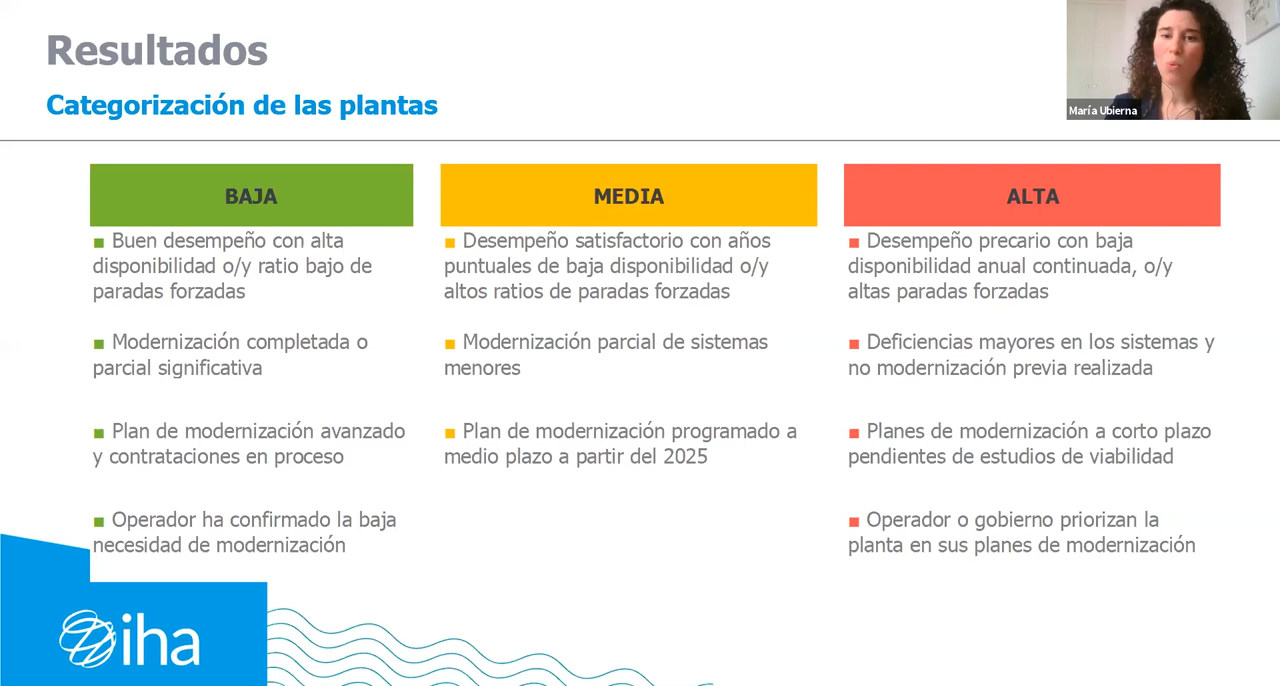 Resultados
Categorización de las plantas
María Ubierna
BAJA
■ Buen desempeño con alta
disponibilidad o/y ratio bajo de
paradas forzadas
■ Modernización completada o
parcial significativa
■ Plan de modernización avanzado
y contrataciones en proceso
■ Operador ha confirmado la baja
necesidad de modernización
MEDIA
■ Desempeño satisfactorio con años
puntuales de baja disponibilidad o/y
altos ratios de paradas forzadas
■ Modernización parcial de sistemas
menores
■ Plan de modernización programado a
medio plazo a partir del 2025
ALTA
■ Desempeño precario con baja
disponibilidad anual continuada, o/y
altas paradas forzadas
■ Deficiencias mayores en los sistemas y
no modernización previa realizada
■ Planes de modernización a corto plazo
pendientes de estudios de viabilidad
■ Operador o gobierno priorizan la
planta en sus planes de modernización
iha